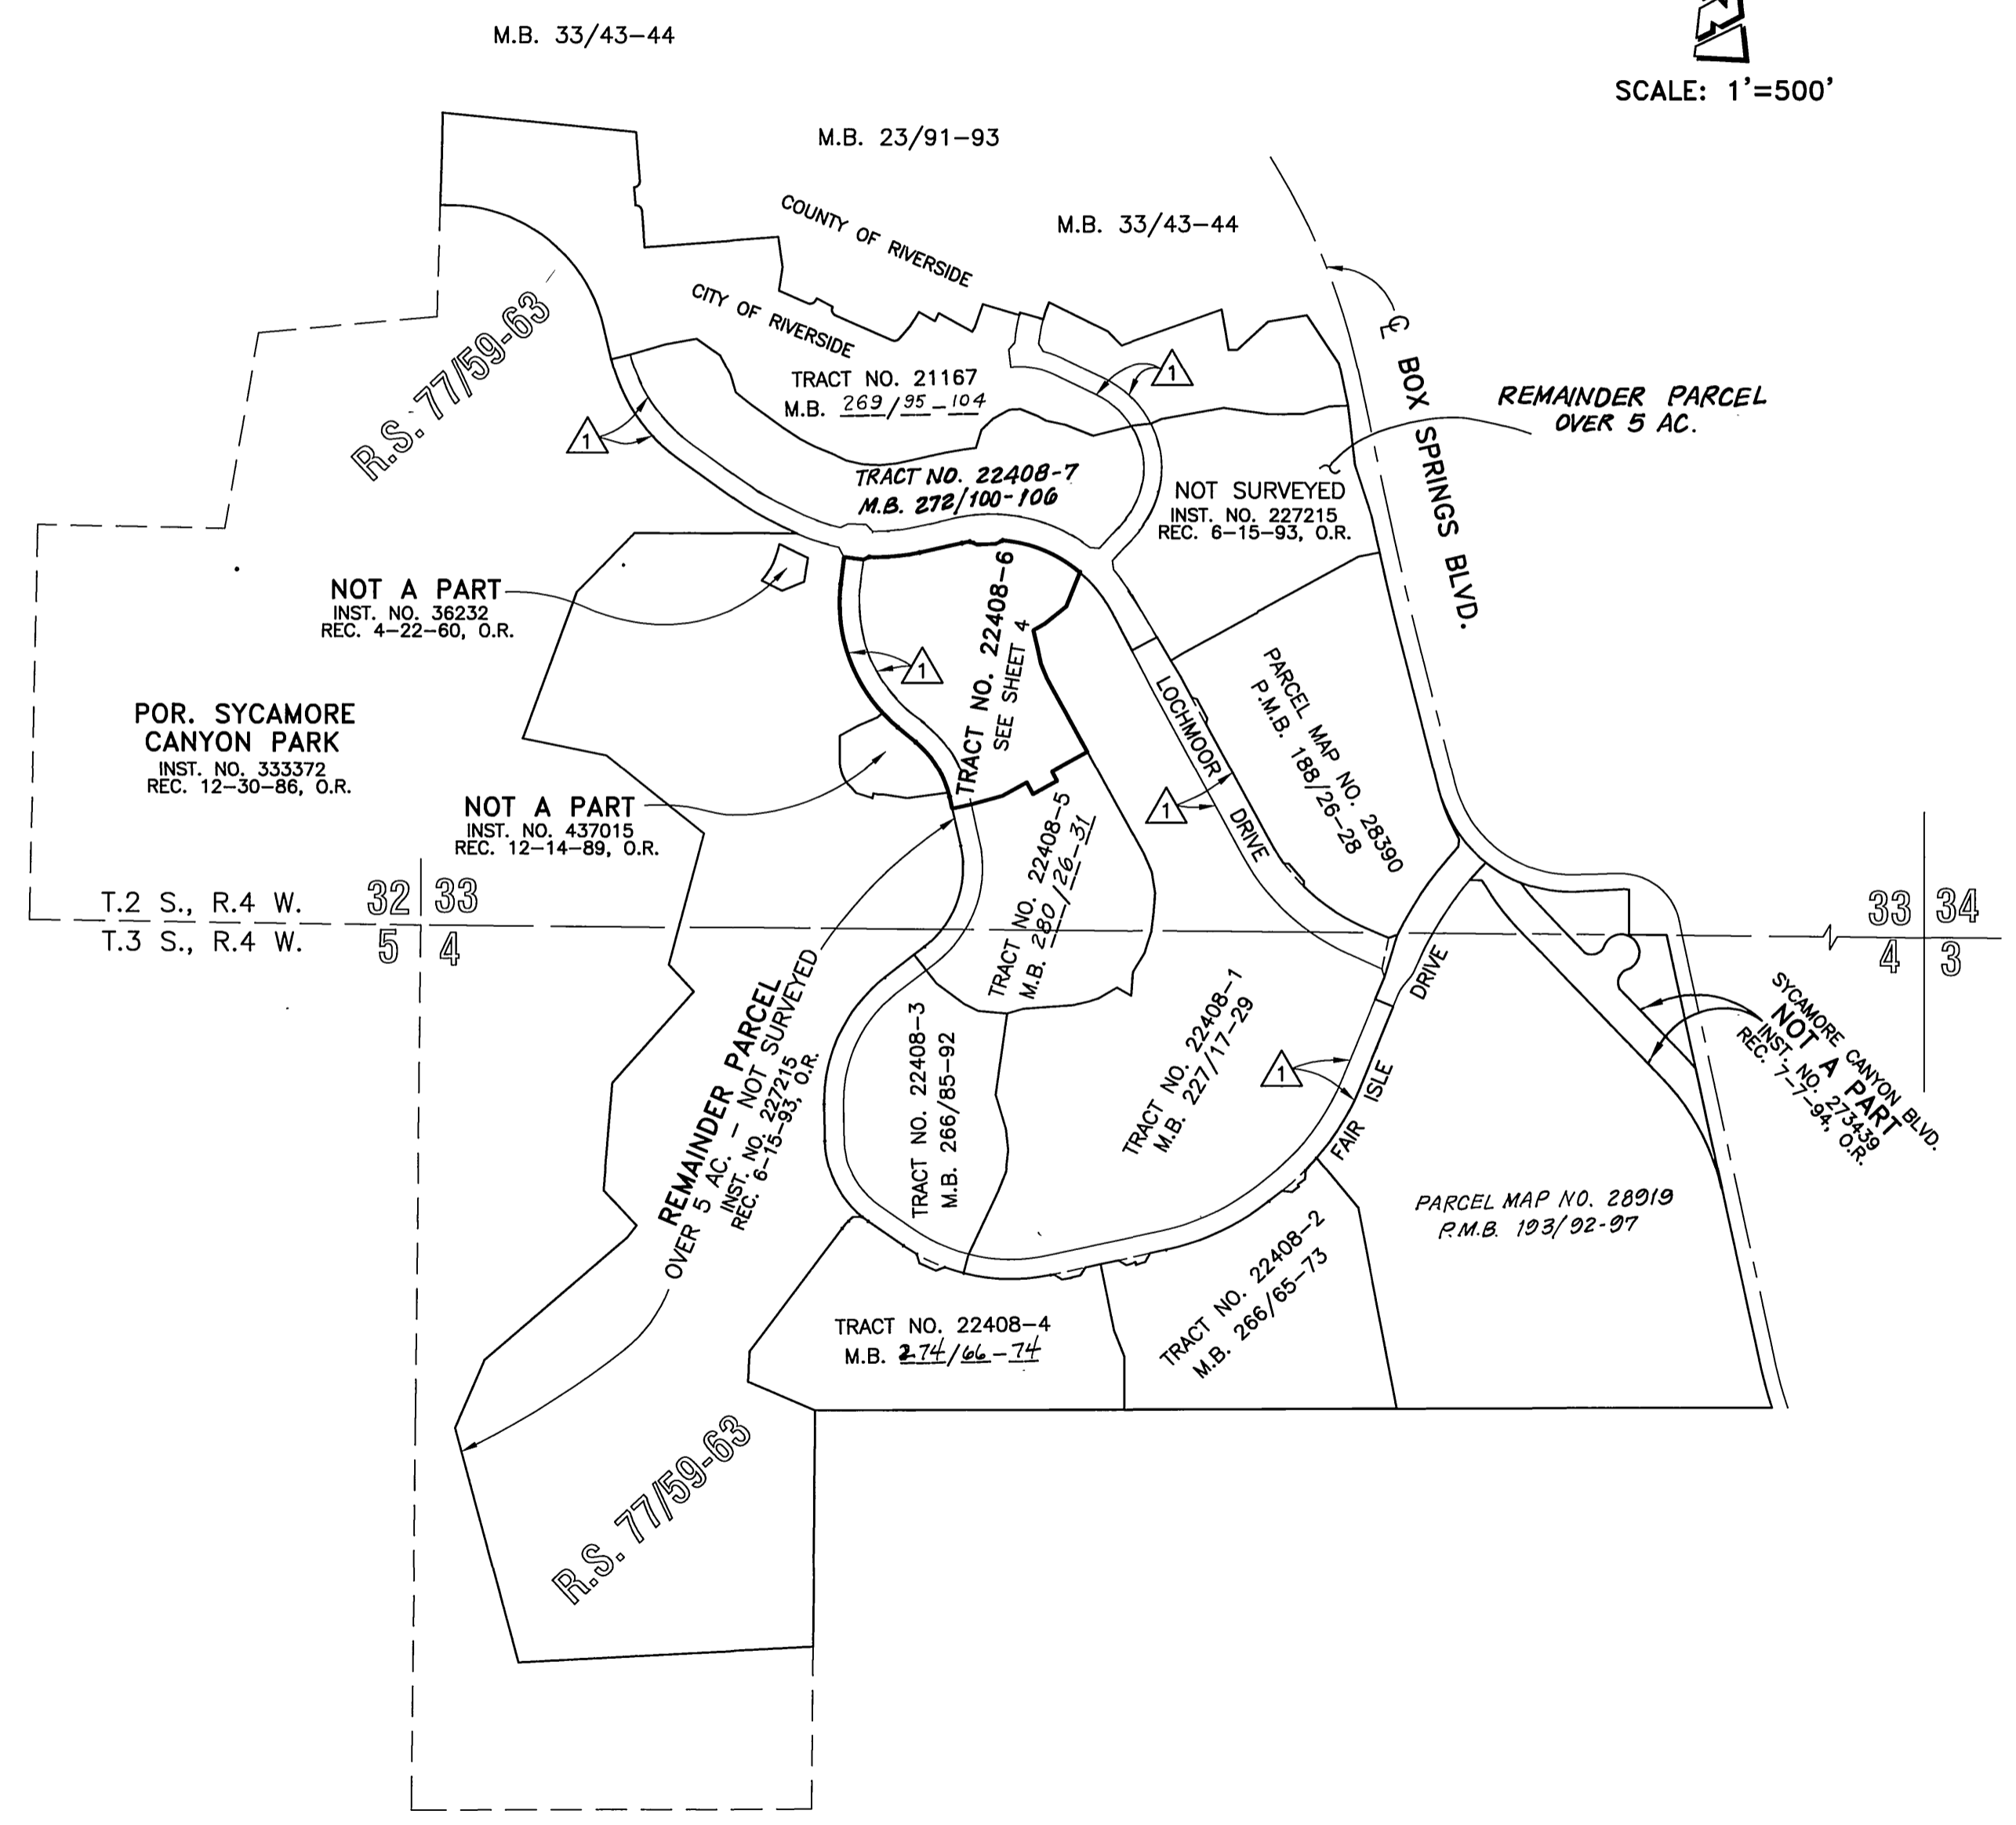 M.B. 33/43-44
N
SCALE: 1'=500'
M.B. 23/91-93
COUNTY OF RIVERSIDE
M.B. 33/43-44
CITY OF RIVERSIDE
R.S. 77/59-63
TRACT NO. 21167
M.B. 269/95-104
1
1
℄ BOX SPRINGS BLVD.
REMAINDER PARCEL
OVER 5 AC.
TRACT NO. 22408-7
M.B. 272/100-106
NOT SURVEYED
INST. NO. 227215
REC. 6-15-93, O.R.
NOT A PART
INST. NO. 36232
REC. 4-22-60, O.R.
TRACT NO. 22408-6
SEE SHEET 4
1
POR. SYCAMORE
CANYON PARK
INST. NO. 333372
REC. 12-30-86, O.R.
LOCHMOOR DRIVE
PARCEL MAP NO. 28390
P.M.B. 188/26-28
1
NOT A PART
INST. NO. 437015
REC. 12-14-89, O.R.
TRACT NO. 22408-5
M.B. 280/26-31
T.2 S., R.4 W.
32 33
T.3 S., R.4 W.
5 4
33 34
4 3
REMAINDER PARCEL
OVER 5 AC. - NOT SURVEYED
INST. NO. 227215
REC. 6-15-93, O.R.
TRACT NO. 22408-3
M.B. 266/85-92
TRACT NO. 22408-1
M.B. 227/17-29
1
FAIR ISLE DRIVE
SYCAMORE CANYON BLVD.
NOT A PART
INST. NO. 273439
REC. 7-7-94, O.R.
PARCEL MAP NO. 28919
P.M.B. 193/92-97
TRACT NO. 22408-2
M.B. 266/65-73
TRACT NO. 22408-4
M.B. 274/66-74
R.S. 77/59-63